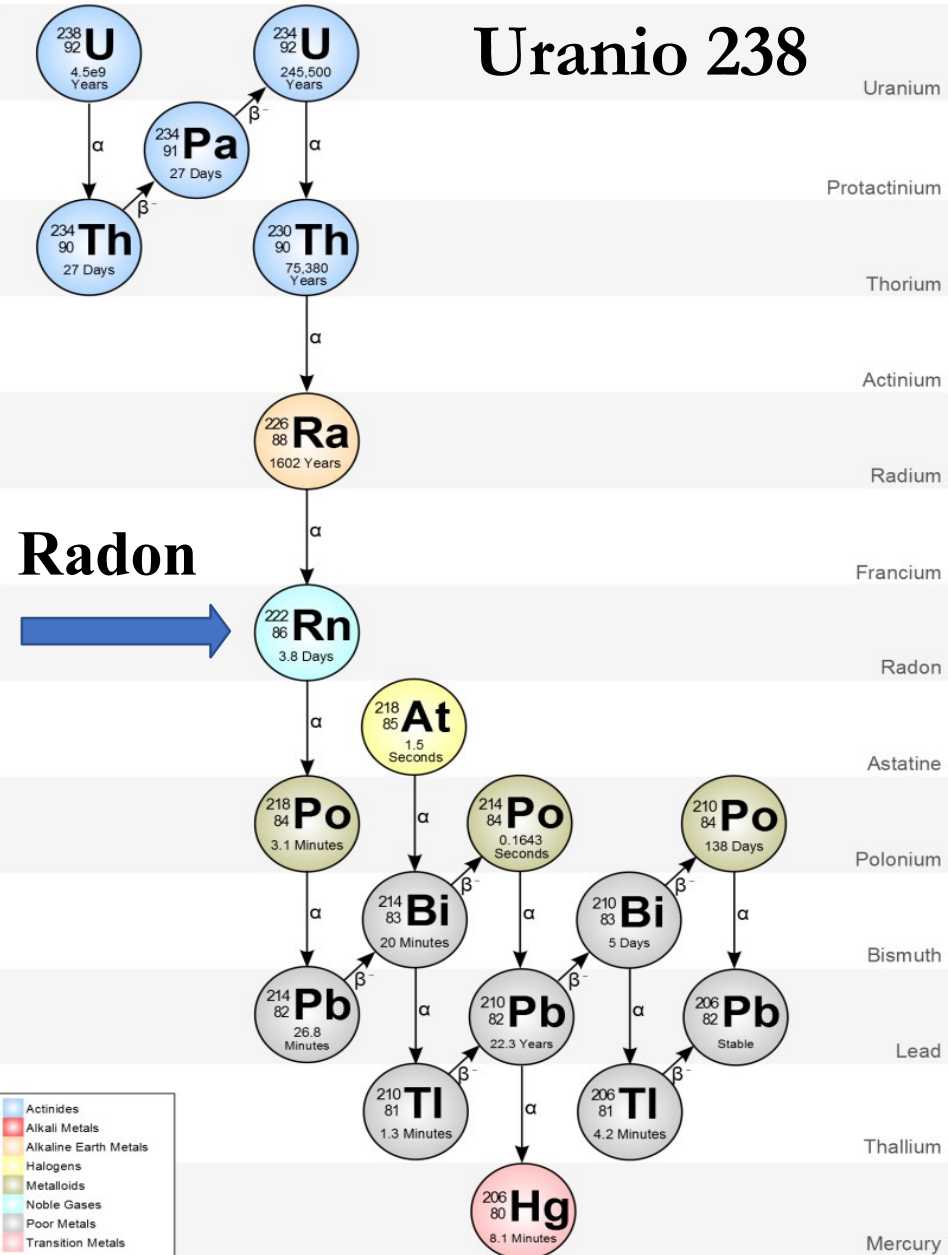 Uranio 238
238
92
U
4.5e9
Years
234
92
U
245,500
Years
Uranium
α
β⁻
α
234
91
Pa
27 Days
Protactinium
β⁻
234
90
Th
27 Days
230
90
Th
75,380
Years
Thorium
α
Actinium
226
88
Ra
1602 Years
Radium
α
Radon
Francium
222
86
Rn
3.8 Days
Radon
α
218
85
At
1.5
Seconds
Astatine
218
84
Po
3.1 Minutes
α
214
84
Po
0.1643
Seconds
210
84
Po
138 Days
Polonium
β⁻
β⁻
α
214
83
Bi
20 Minutes
α
210
83
Bi
5 Days
α
Bismuth
β⁻
β⁻
214
82
Pb
26.8
Minutes
α
210
82
Pb
22.3 Years
α
206
82
Pb
Stable
Lead
β⁻
β⁻
210
81
Tl
1.3 Minutes
α
206
81
Tl
4.2 Minutes
Thallium
206
80
Hg
8.1 Minutes
Mercury
Actinides
Alkali Metals
Alkaline Earth Metals
Halogens
Metalloids
Noble Gases
Poor Metals
Transition Metals